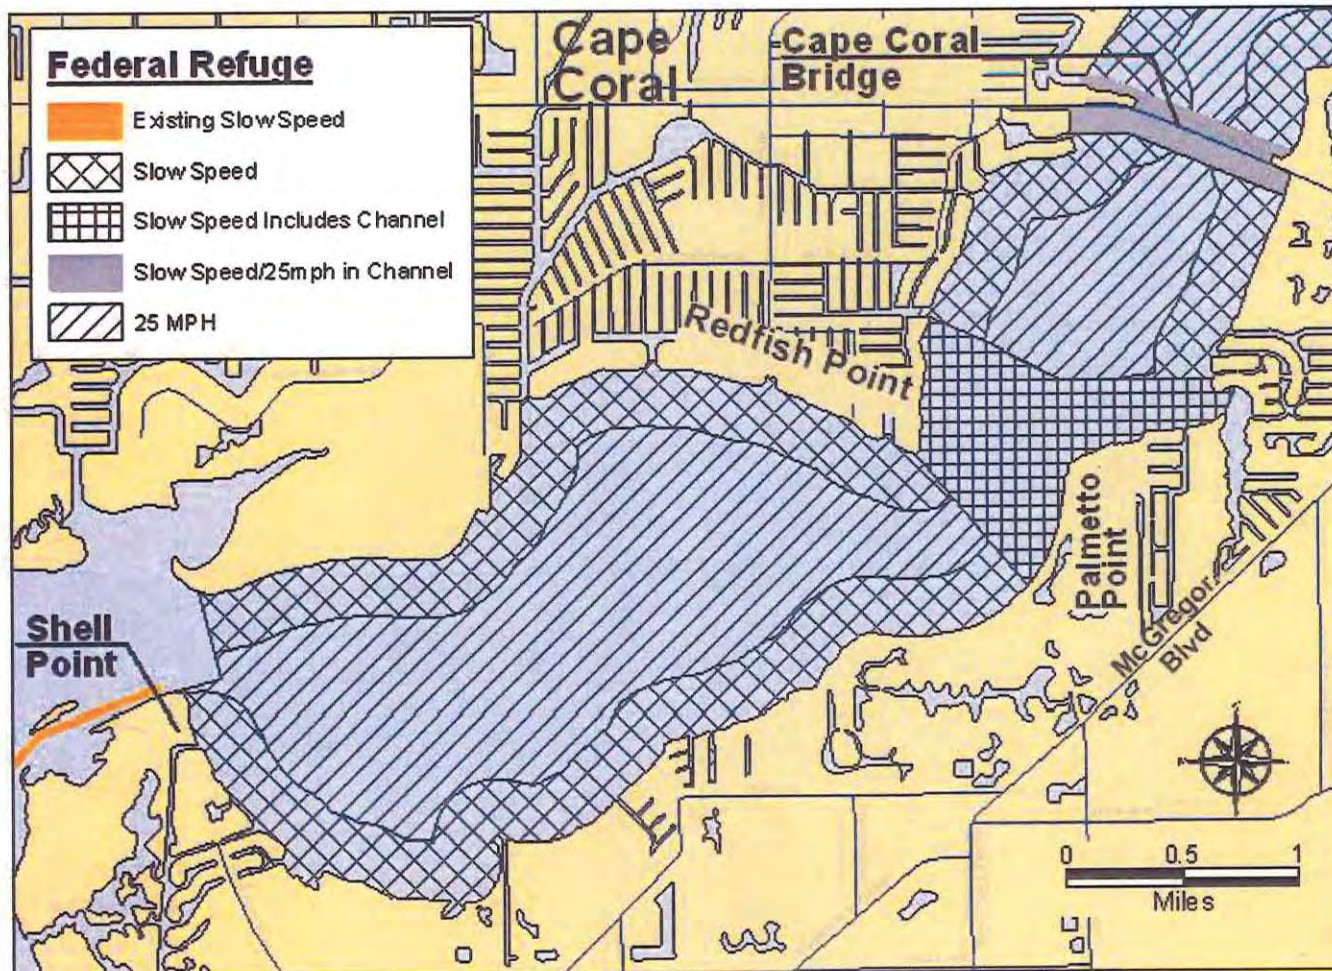 Federal Refuge
Existing Slow Speed
Slow Speed
Slow Speed Includes Channel
Slow Speed/25mph in Channel
25 MPH
Cape
Coral
Cape Coral
Bridge
Redfish Point
Palmetto
Point
McGregor
Blvd
Shell
Point
0 0.5 1
Miles